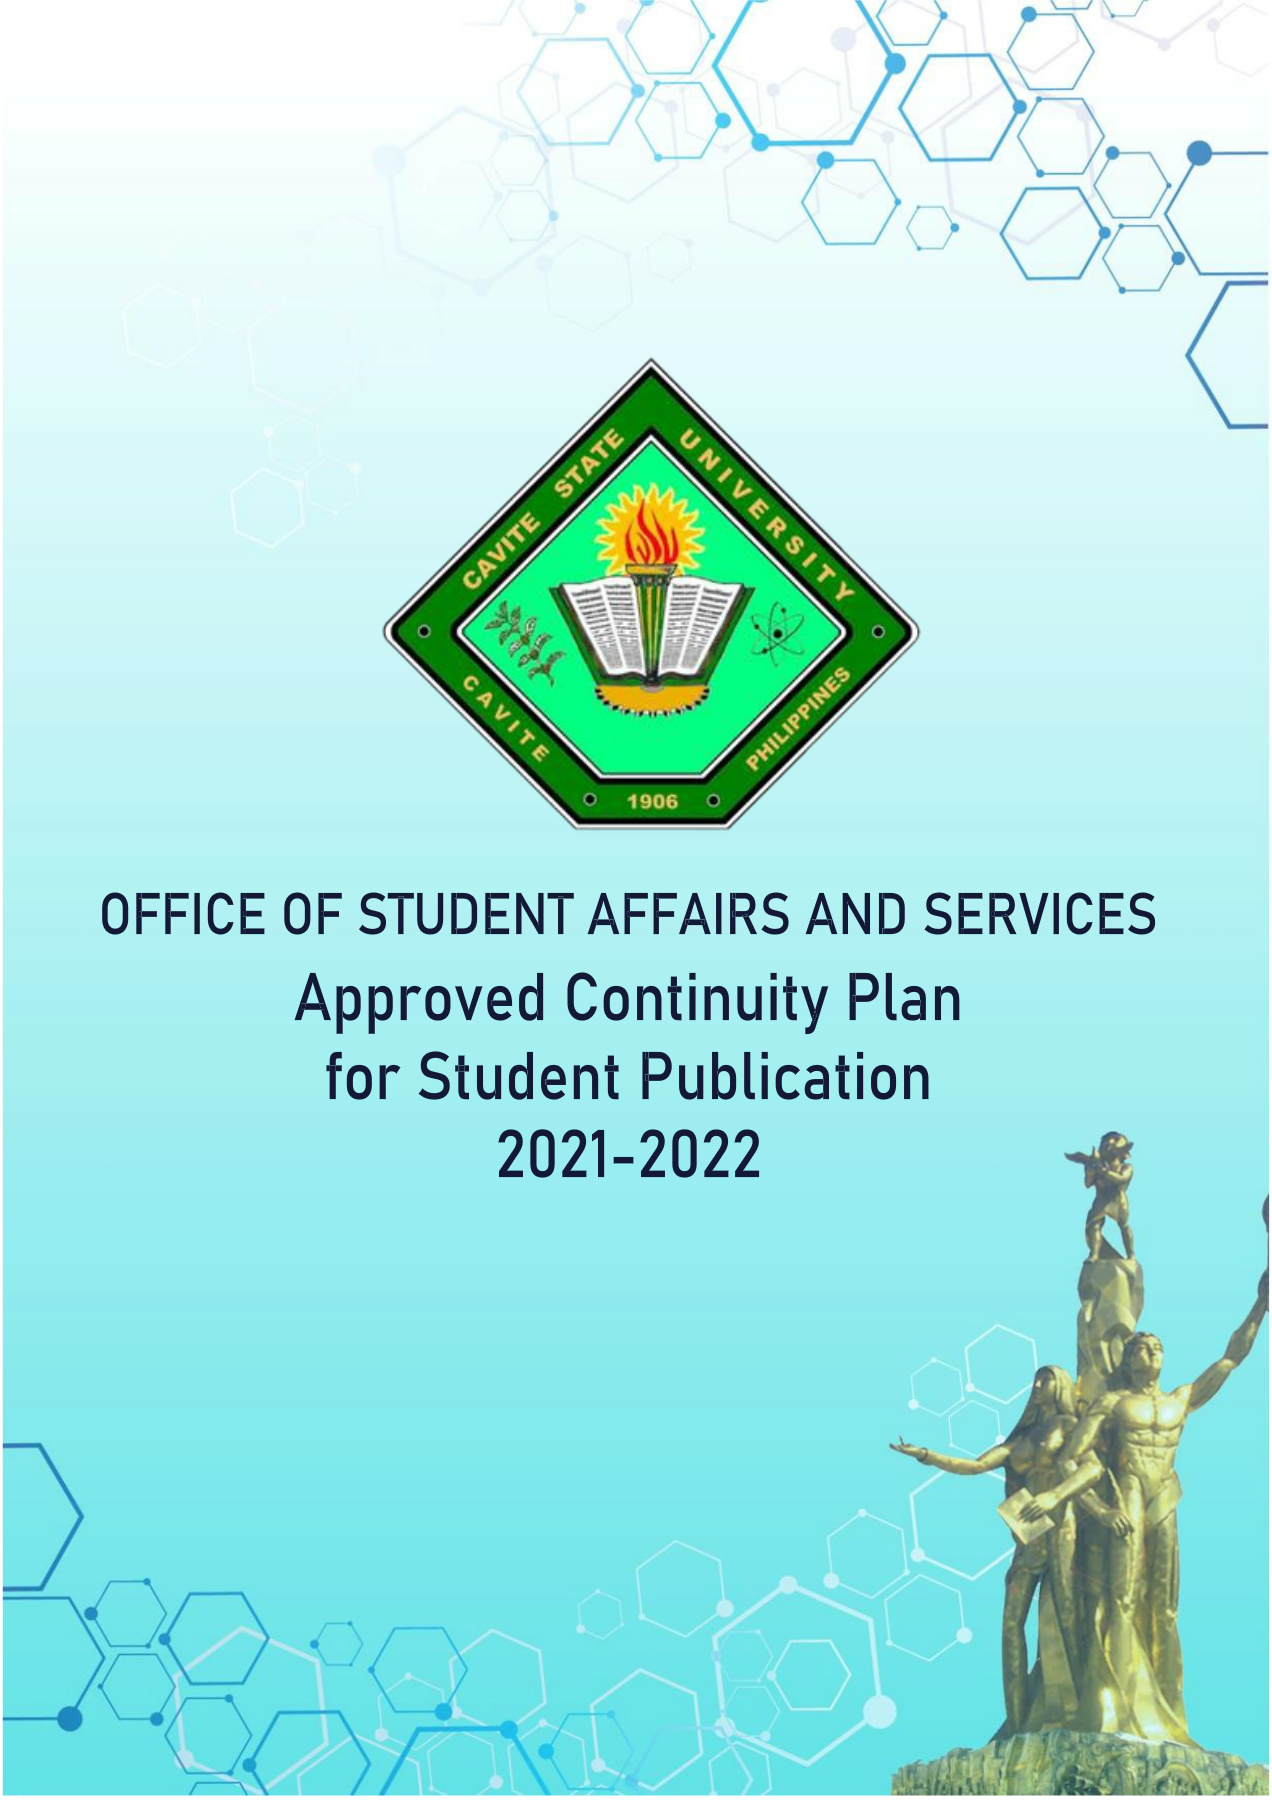 CAVITE STATE UNIVERSITY
CAVITE
PHILIPPINES
1906
OFFICE OF STUDENT AFFAIRS AND SERVICES
Approved Continuity Plan
for Student Publication
2021-2022